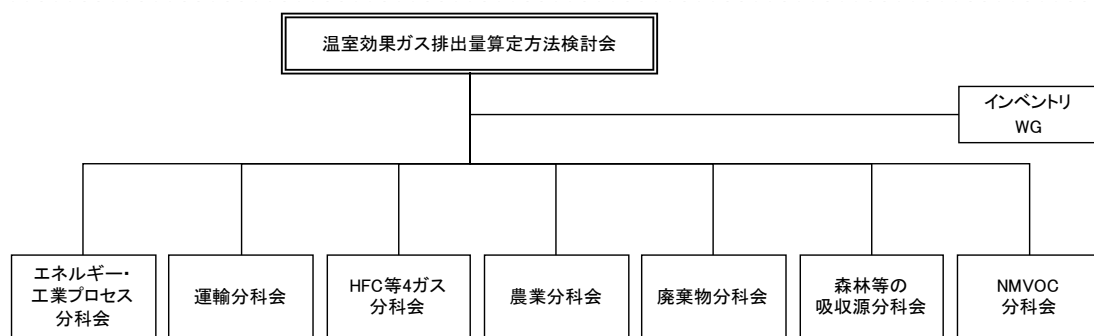 温室効果ガス排出量算定方法検討会
インベントリ
WG
エネルギー・
工業プロセス
分科会
運輸分科会
HFC等4ガス
分科会
農業分科会
廃棄物分科会
森林等の
吸収源分科会
NMVOC
分科会